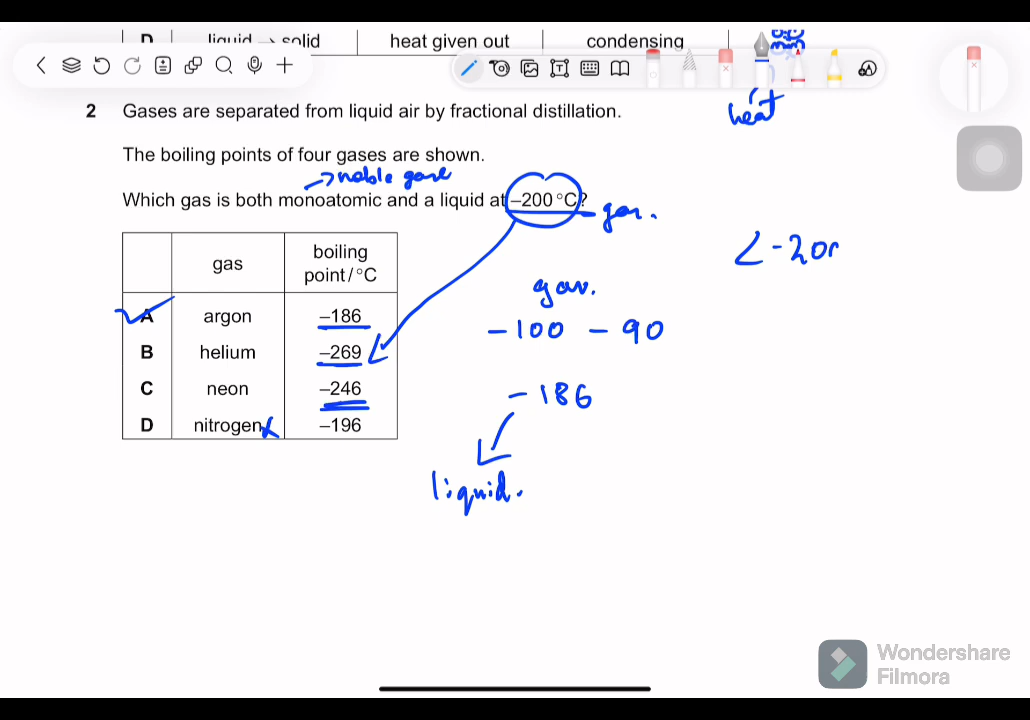 D liquid → solid heat given out condensing
heat
2 Gases are separated from liquid air by fractional distillation.
The boiling points of four gases are shown.
→ noble gase
Which gas is both monoatomic and a liquid at –200 °C?
gas.
< -20
gas boiling point / °C
A argon –186
B helium –269
C neon –246
D nitrogen –196
gas.
-100 -90
-186
liquid.
Wondershare
Filmora